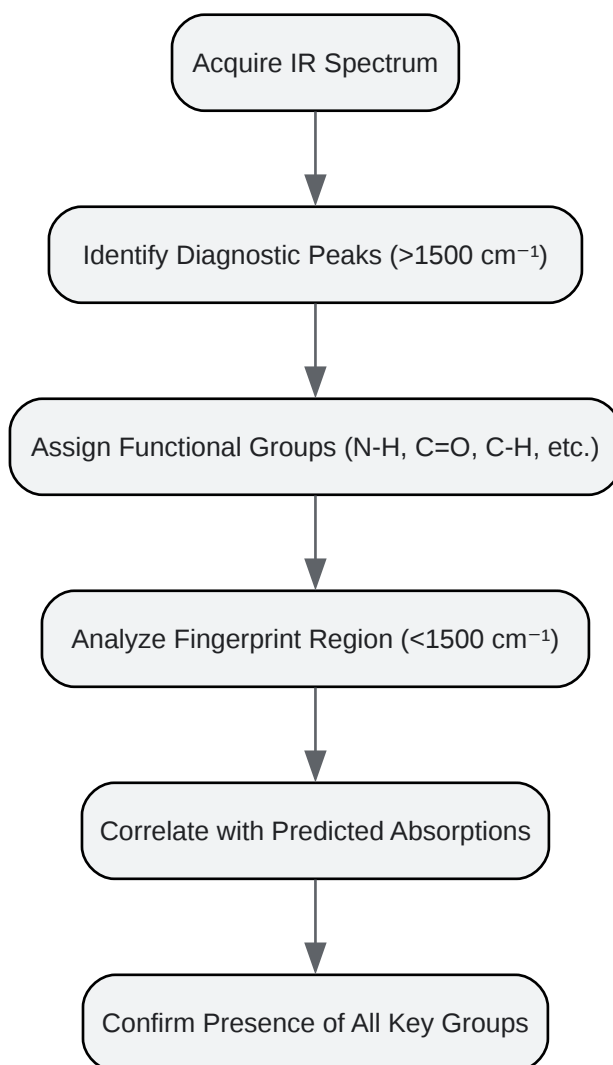 Acquire IR Spectrum
Identify Diagnostic Peaks (>1500 cm⁻¹)
Assign Functional Groups (N-H, C=O, C-H, etc.)
Analyze Fingerprint Region (<1500 cm⁻¹)
Correlate with Predicted Absorptions
Confirm Presence of All Key Groups